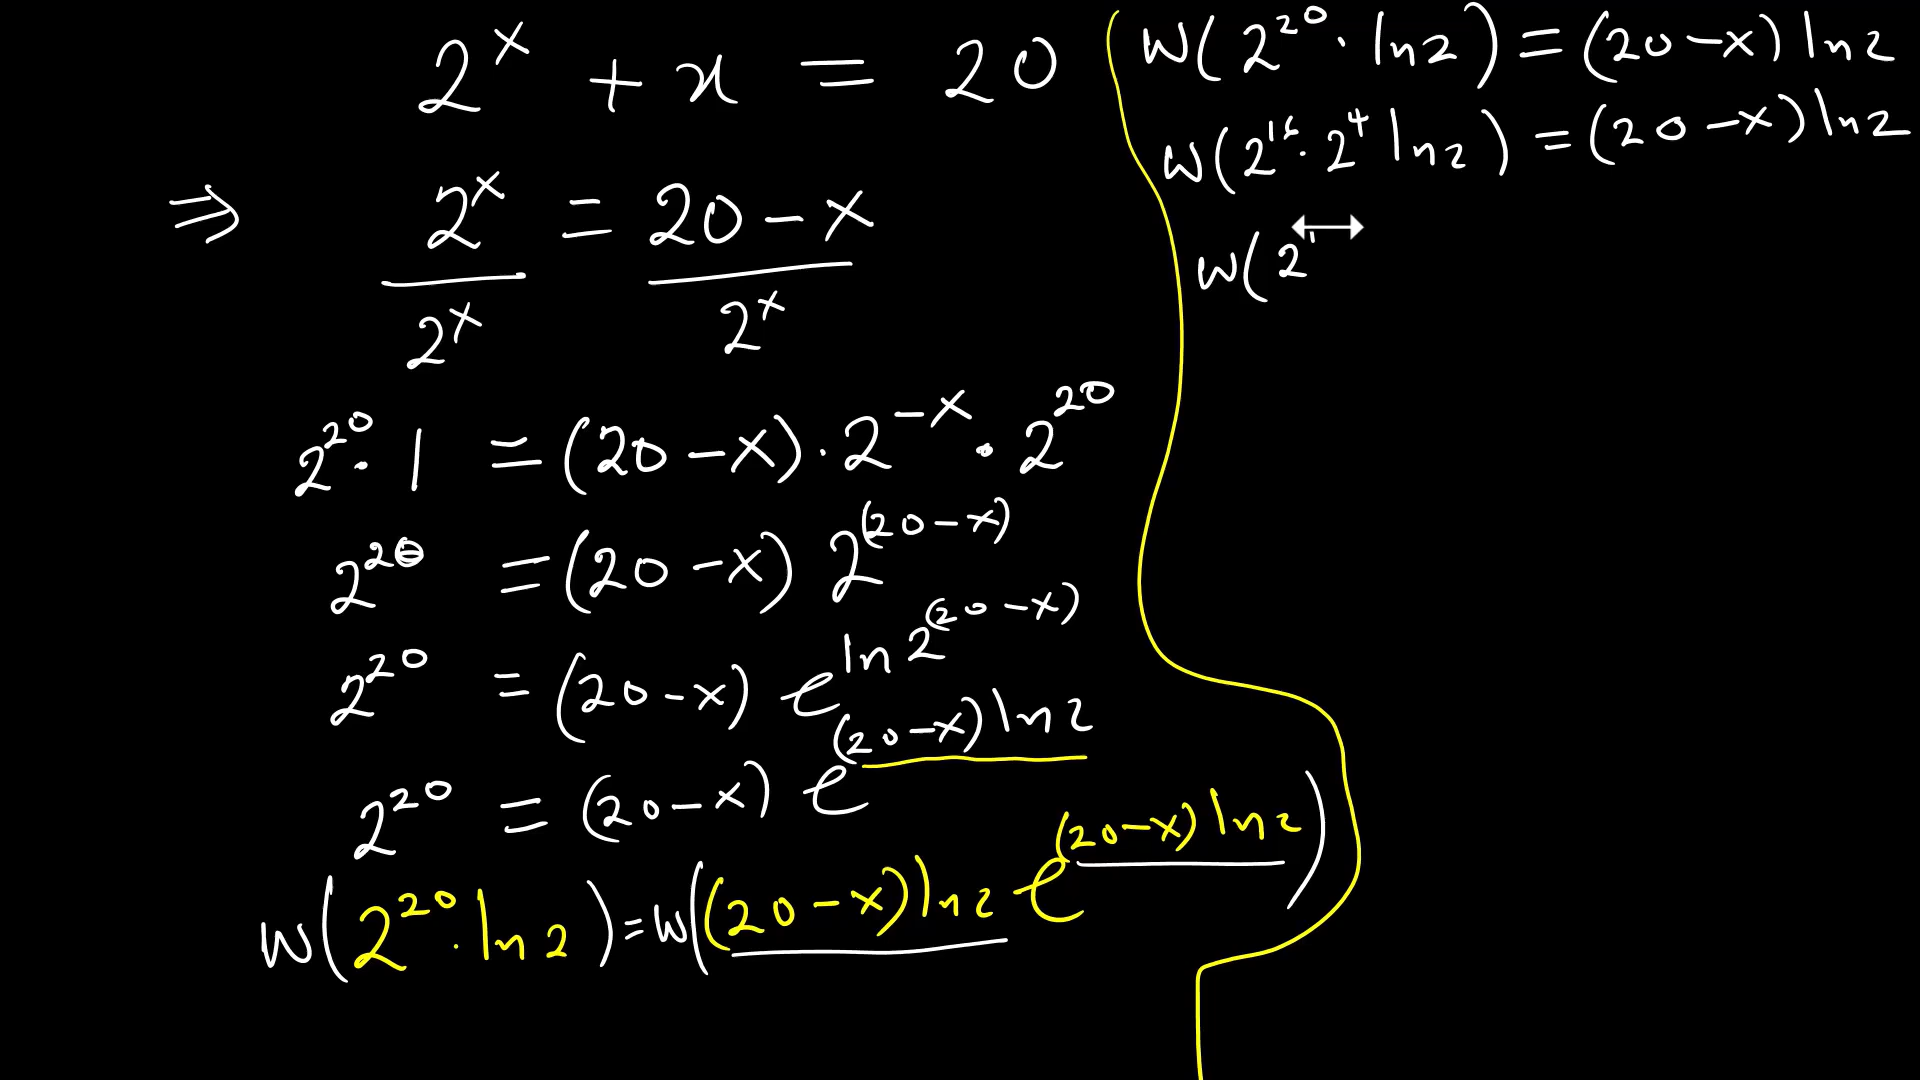 2^x + x = 20
⇒ 2^x/2^x = (20 - x)/2^x
2^20 · 1 = (20 - x) · 2^-x · 2^20
2^20 = (20 - x) 2^(20 - x)
2^20 = (20 - x) e^ln 2^(20 - x)
2^20 = (20 - x) e^(20 - x) ln 2
W(2^20 · ln 2) = W((20 - x) ln 2 e^(20 - x) ln 2)
W(2^20 · ln 2) = (20 - x) ln 2
W(2^16 · 2^4 ln 2) = (20 - x) ln 2
W(2^1